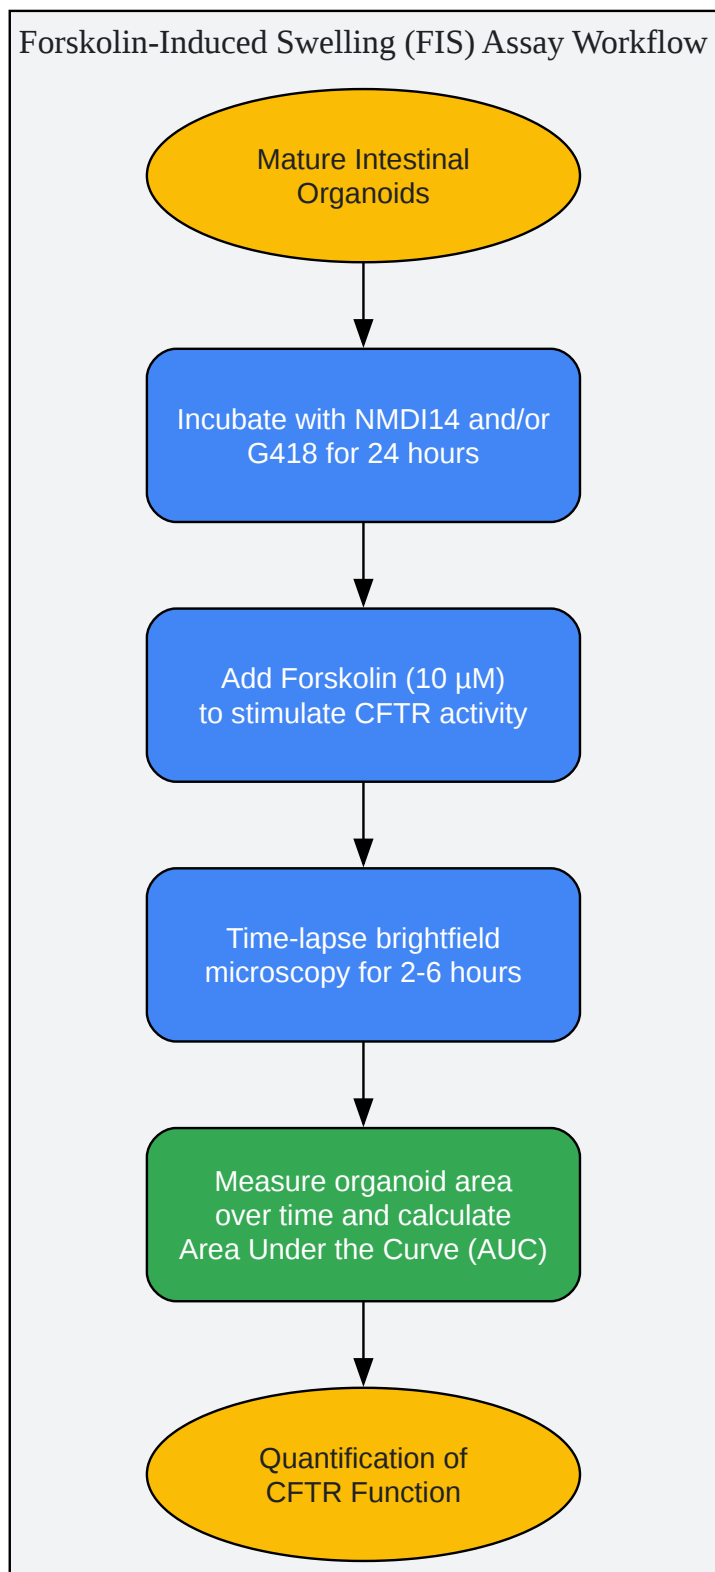 Forskolin-Induced Swelling (FIS) Assay Workflow
Mature Intestinal
Organoids
Incubate with NMDI14 and/or
G418 for 24 hours
Add Forskolin (10 µM)
to stimulate CFTR activity
Time-lapse brightfield
microscopy for 2-6 hours
Measure organoid area
over time and calculate
Area Under the Curve (AUC)
Quantification of
CFTR Function